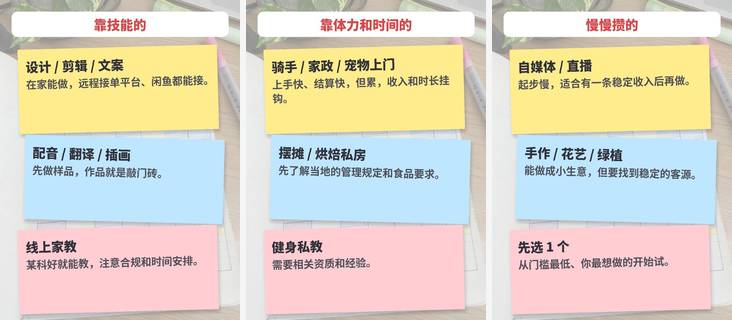 靠技能的
设计 / 剪辑 / 文案
在家能做，远程接单平台、闲鱼都能接。
配音 / 翻译 / 插画
先做样品，作品就是敲门砖。
线上家教
某科好就能教，注意合规和时间安排。
靠体力和时间的
骑手 / 家政 / 宠物上门
上手快、结算快，但累，收入和时长挂
钩。
摆摊 / 烘焙私房
先了解当地的管理规定和食品要求。
健身私教
需要相关资质和经验。
慢慢攒的
自媒体 / 直播
起步慢，适合有一条稳定收入后再做。
手作 / 花艺 / 绿植
能做成小生意，但要找到稳定的客源。
先选 1 个
从门槛最低、你最想做的开始试。